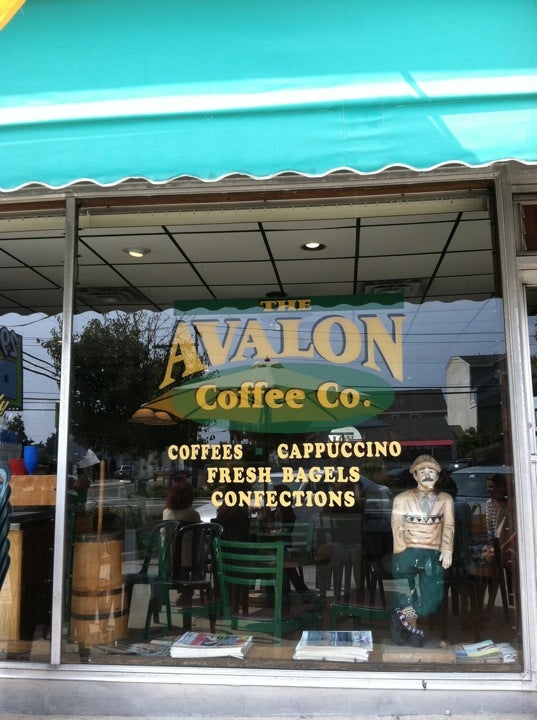 THE
AVALON
Coffee Co.
COFFEES CAPPUCCINO
FRESH BAGELS
CONFECTIONS